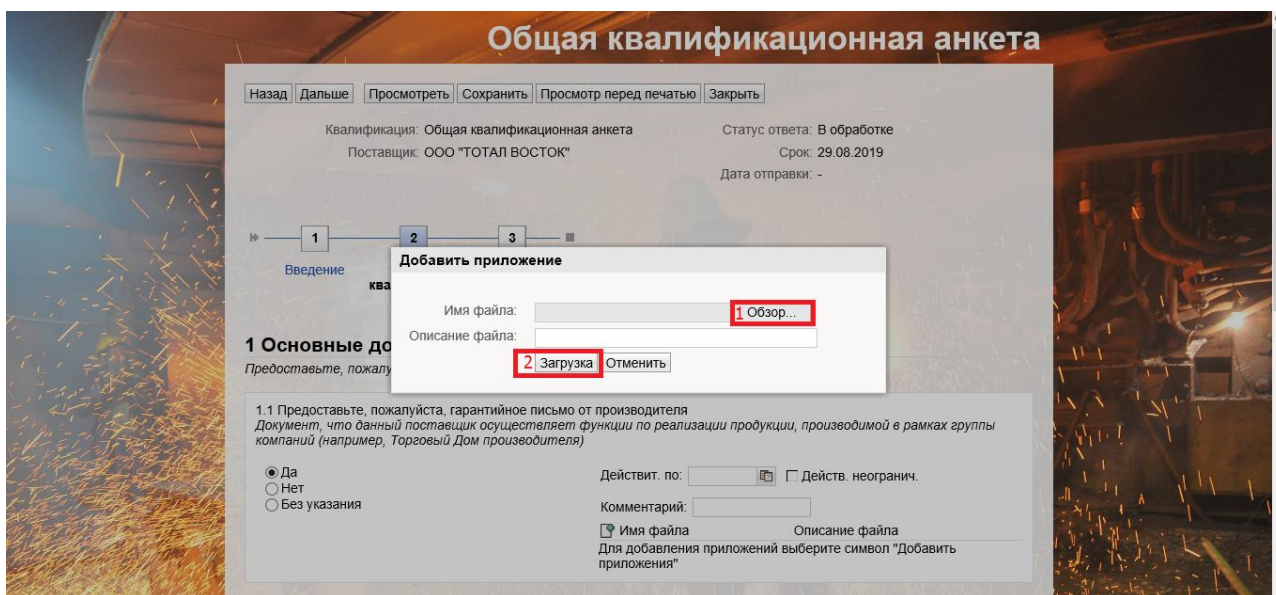 Общая квалификационная анкета
Назад Дальше Просмотреть Сохранить Просмотр перед печатью Закрыть
Квалификация: Общая квалификационная анкета Статус ответа: В обработке
Поставщик: ООО "ТОТАЛ ВОСТОК" Срок: 29.08.2019
Дата отправки: -
1 2 3
Введение
ква
Добавить приложение
Имя файла: 1 Обзор...
Описание файла:
2 Загрузка Отменить
1 Основные до
Предоставьте, пожалу
1.1 Предоставьте, пожалуйста, гарантийное письмо от производителя
Документ, что данный поставщик осуществляет функции по реализации продукции, производимой в рамках группы
компаний (например, Торговый Дом производителя)
Да Действит. по: Действ. неогранич.
Нет
Без указания Комментарий:
Имя файла Описание файла
Для добавления приложений выберите символ "Добавить
приложения"